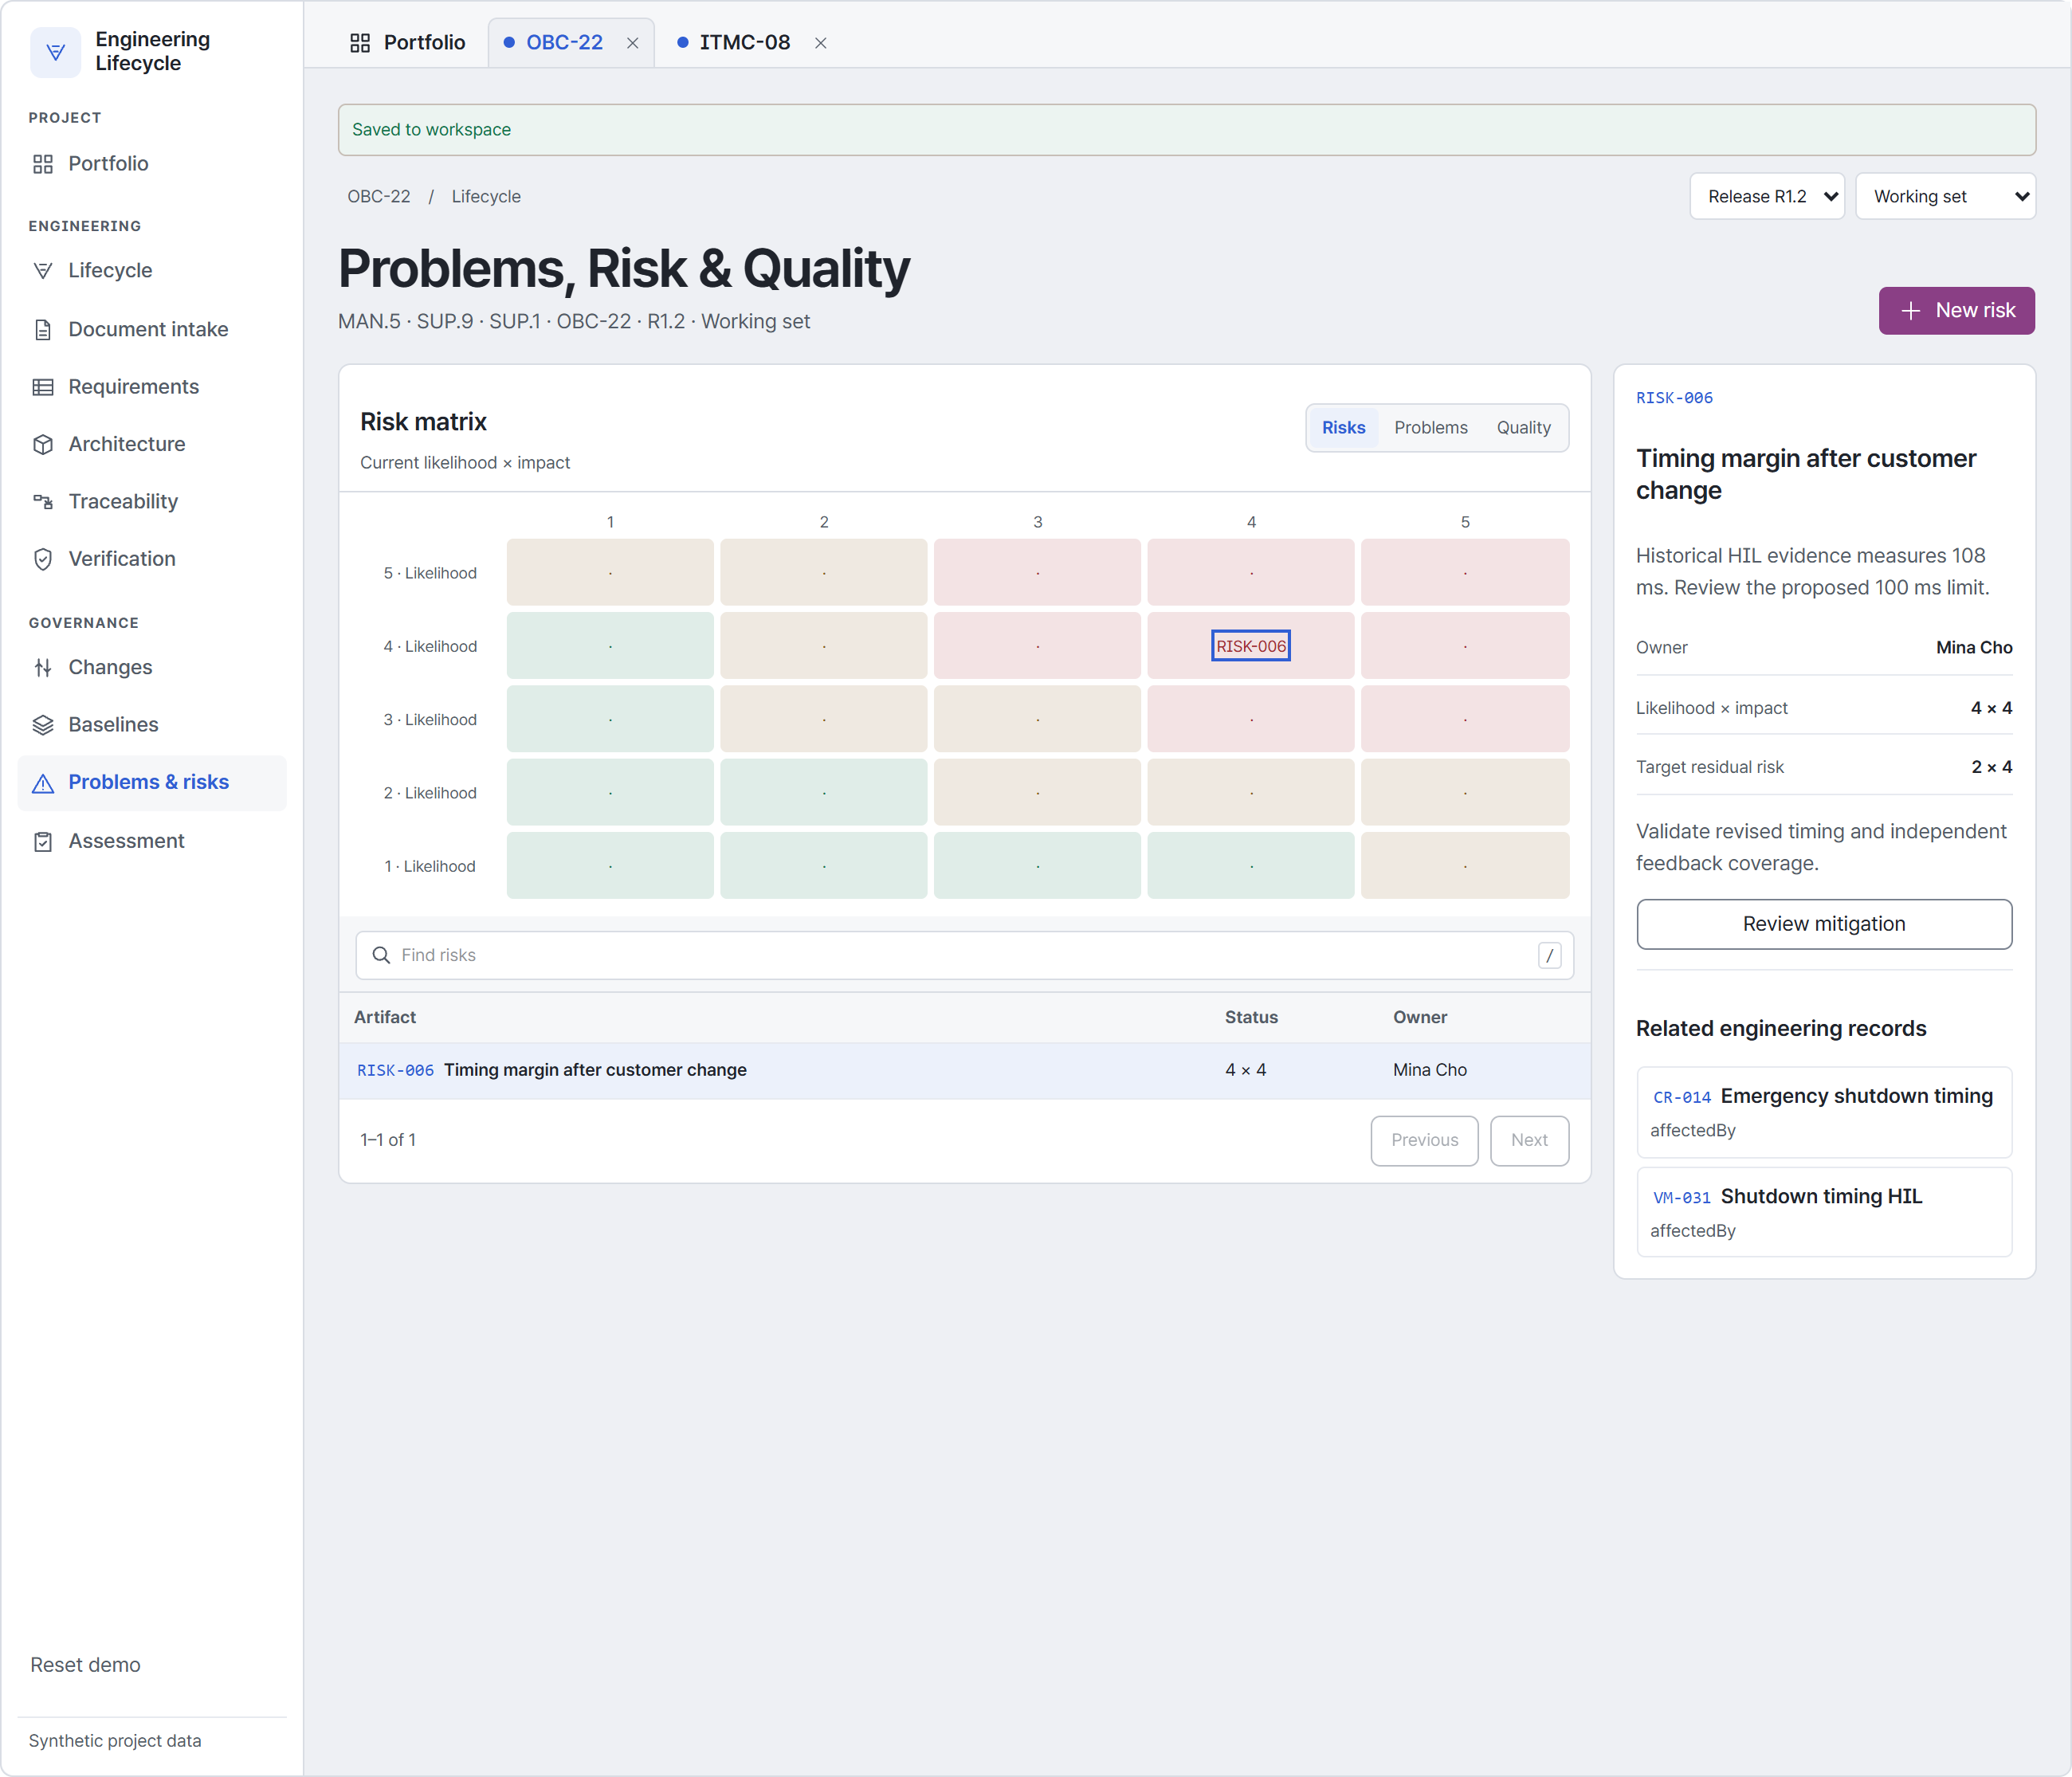 Engineering
Lifecycle
PROJECT
Portfolio
ENGINEERING
Lifecycle
Document intake
Requirements
Architecture
Traceability
Verification
GOVERNANCE
Changes
Baselines
Problems & risks
Assessment
Reset demo
Synthetic project data
Portfolio
OBC-22 ×
ITMC-08 ×
Saved to workspace
OBC-22 / Lifecycle
Release R1.2
Working set
Problems, Risk & Quality
MAN.5 · SUP.9 · SUP.1 · OBC-22 · R1.2 · Working set
+ New risk
Risk matrix
Current likelihood × impact
Risks Problems Quality
1 2 3 4 5
5 · Likelihood · · · · ·
4 · Likelihood · · · RISK-006 ·
3 · Likelihood · · · · ·
2 · Likelihood · · · · ·
1 · Likelihood · · · · ·
Find risks /
Artifact Status Owner
RISK-006 Timing margin after customer change 4 × 4 Mina Cho
1–1 of 1 Previous Next
RISK-006
Timing margin after customer
change
Historical HIL evidence measures 108
ms. Review the proposed 100 ms limit.
Owner Mina Cho
Likelihood × impact 4 × 4
Target residual risk 2 × 4
Validate revised timing and independent
feedback coverage.
Review mitigation
Related engineering records
CR-014 Emergency shutdown timing
affectedBy
VM-031 Shutdown timing HIL
affectedBy